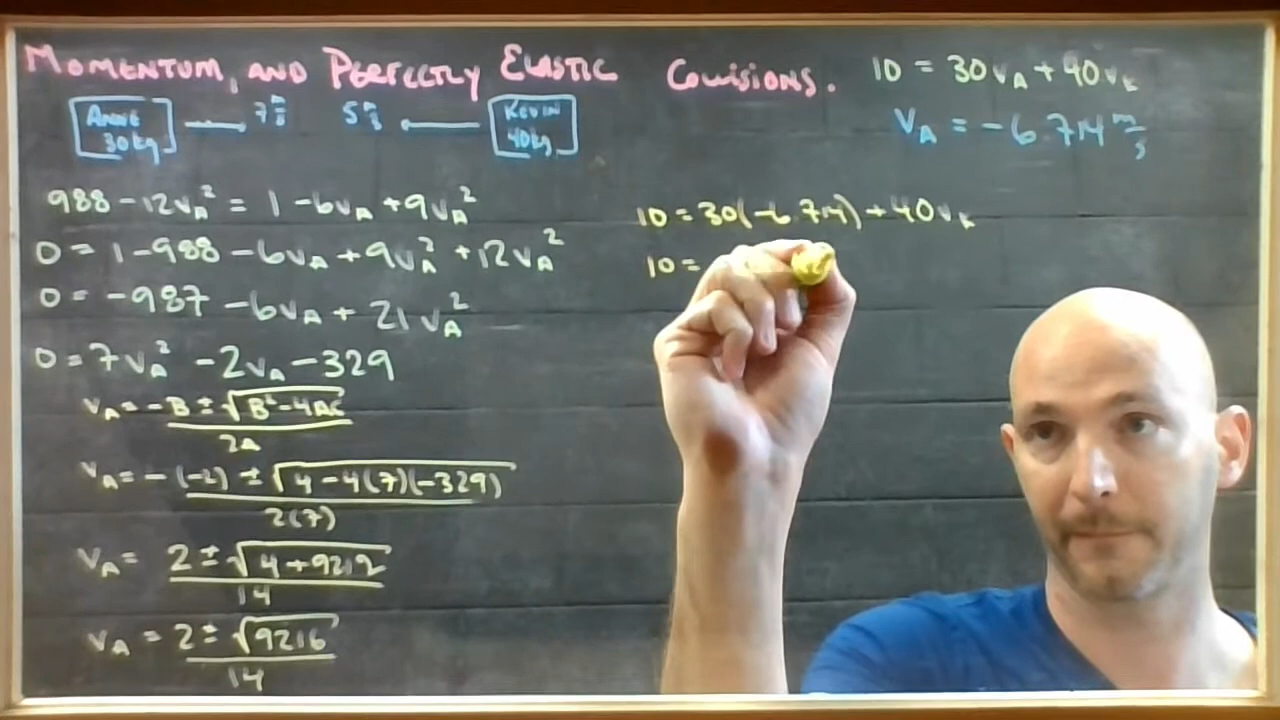 MOMENTUM, AND PERFECTLY ELASTIC COLLISIONS.
ANNE 30kg
7 m/s
5 m/s
KEVIN 40kg
10 = 30vA + 40vK
vA = -6.714 m/s
988 - 12vA² = 1 - 6vA + 9vA²
0 = 1 - 988 - 6vA + 9vA² + 12vA²
0 = -987 - 6vA + 21vA²
0 = 7vA² - 2vA - 329
vA = -B ± √B² - 4AC / 2A
vA = -(-2) ± √4 - 4(7)(-329) / 2(7)
vA = 2 ± √4 + 9212 / 14
vA = 2 ± √9216 / 14
10 = 30(-6.714) + 40vK
10 =